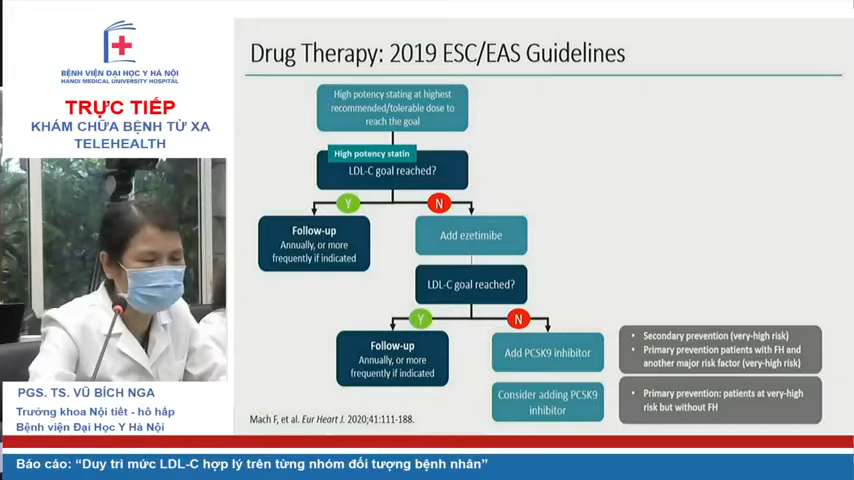 BỆNH VIỆN ĐẠI HỌC Y HÀ NỘI
HANOI MEDICAL UNIVERSITY HOSPITAL
TRỰC TIẾP
KHÁM CHỮA BỆNH TỪ XA
TELEHEALTH
PGS. TS. VŨ BÍCH NGA
Trưởng khoa Nội tiết - hô hấp
Bệnh viện Đại Học Y Hà Nội
Drug Therapy: 2019 ESC/EAS Guidelines
High potency stating at highest
recommended/tolerable dose to
reach the goal
High potency statin
LDL-C goal reached?
Y
N
Follow-up
Annually, or more
frequently if indicated
Add ezetimibe
LDL-C goal reached?
Y
N
Follow-up
Annually, or more
frequently if indicated
Add PCSK9 inhibitor
• Secondary prevention (very-high risk)
• Primary prevention patients with FH and
another major risk factor (very-high risk)
Consider adding PCSK9
inhibitor
• Primary prevention: patients at very-high
risk but without FH
Mach F, et al. Eur Heart J. 2020;41:111-188.
Báo cáo: “Duy trì mức LDL-C hợp lý trên từng nhóm đối tượng bệnh nhân”